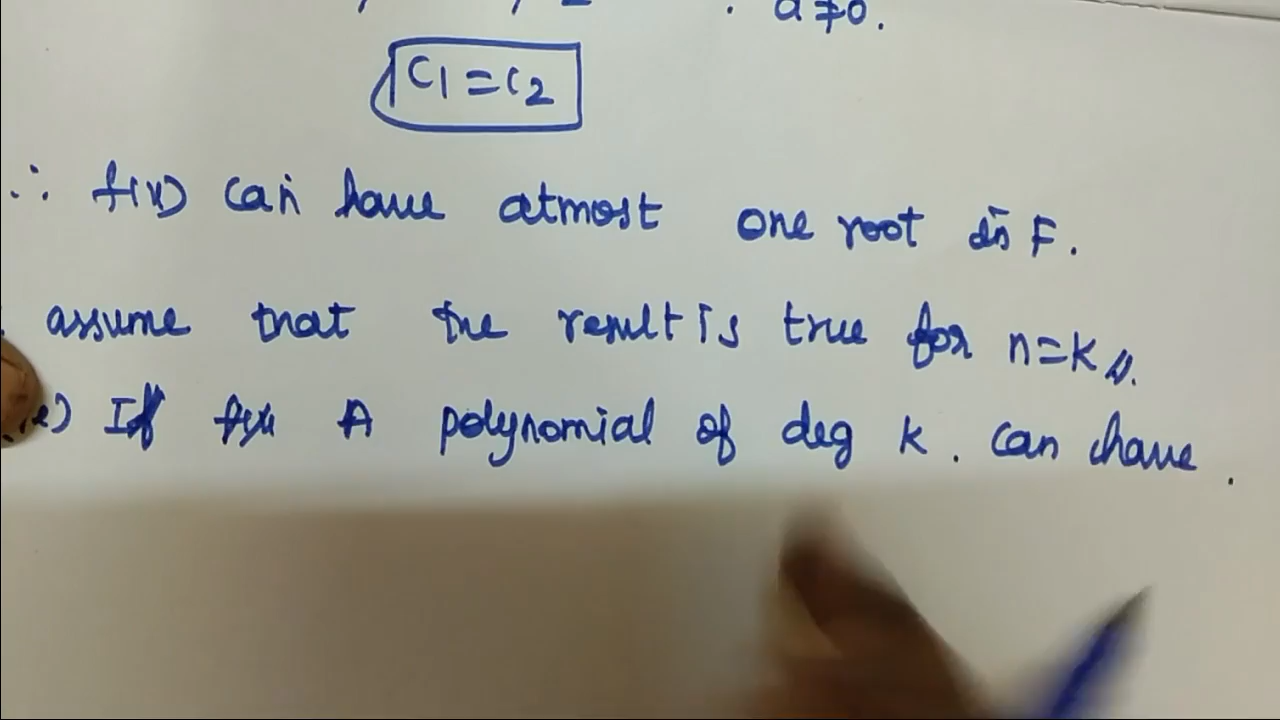 a≠0.
C1 = C2
∴ f(x) can have atmost one root in F.
assume that the result is true for n=k
If A polynomial of deg k. can have.